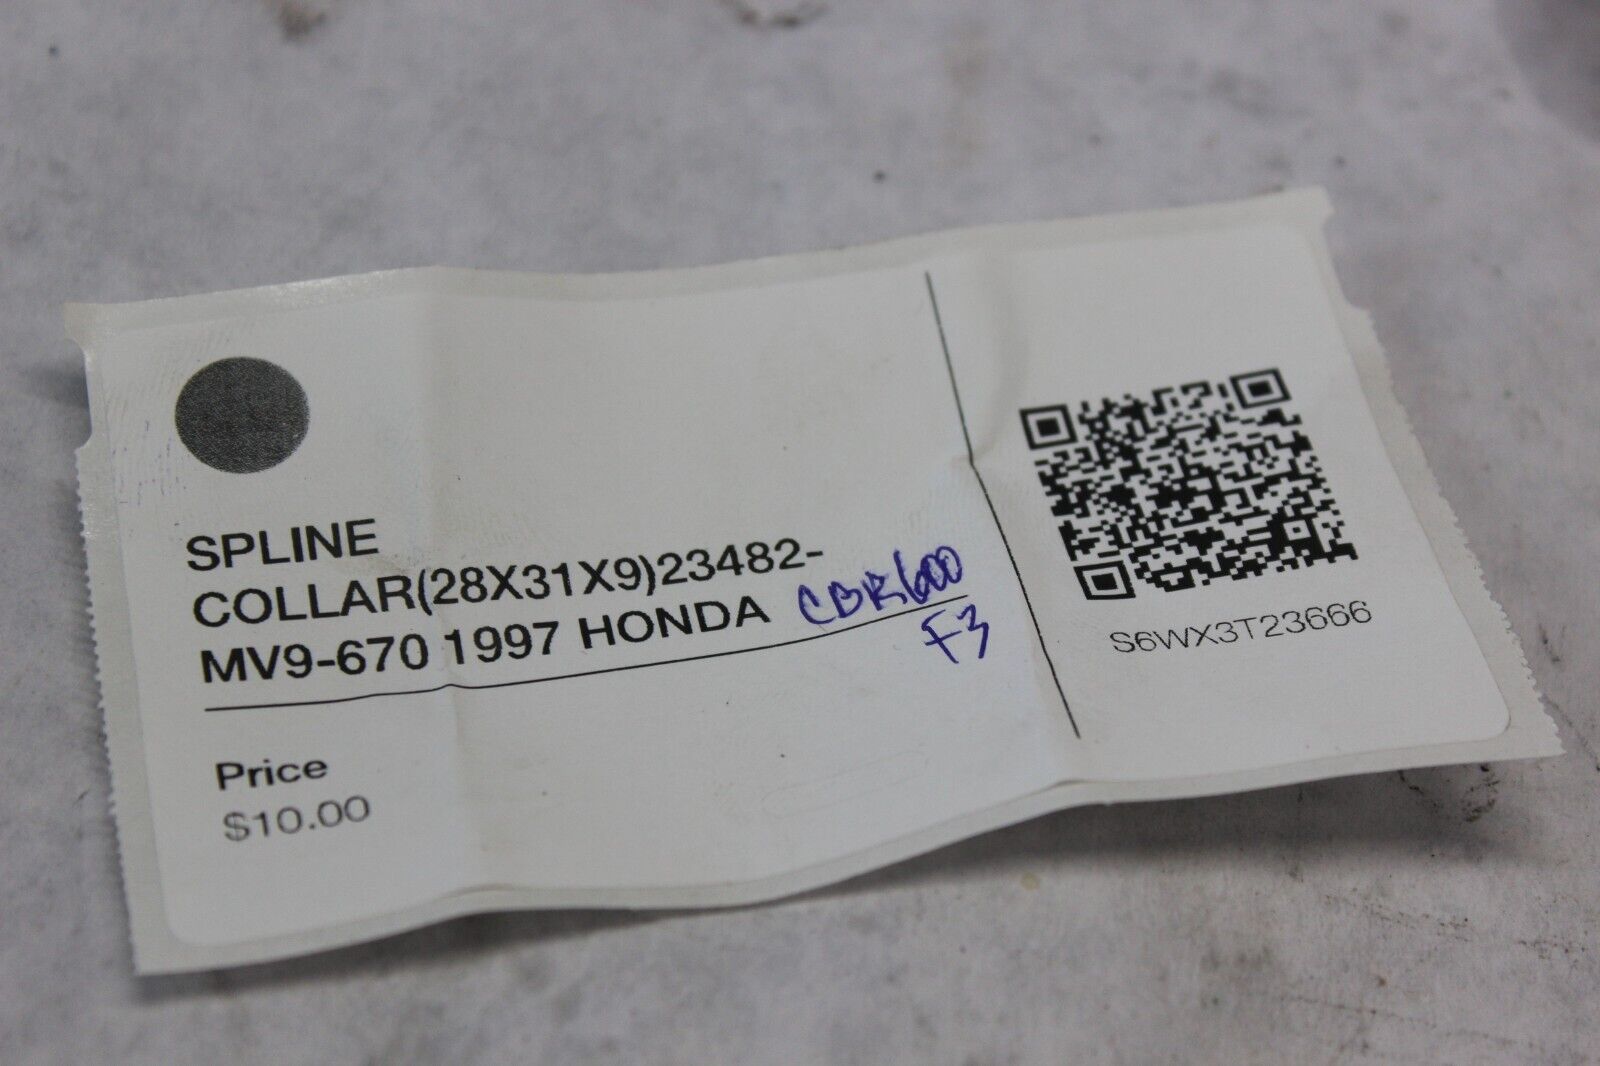 SPLINE
COLLAR(28X31X9)23482-
MV9-670 1997 HONDA CBR600
F3
Price
$10.00
S6WX3T23666